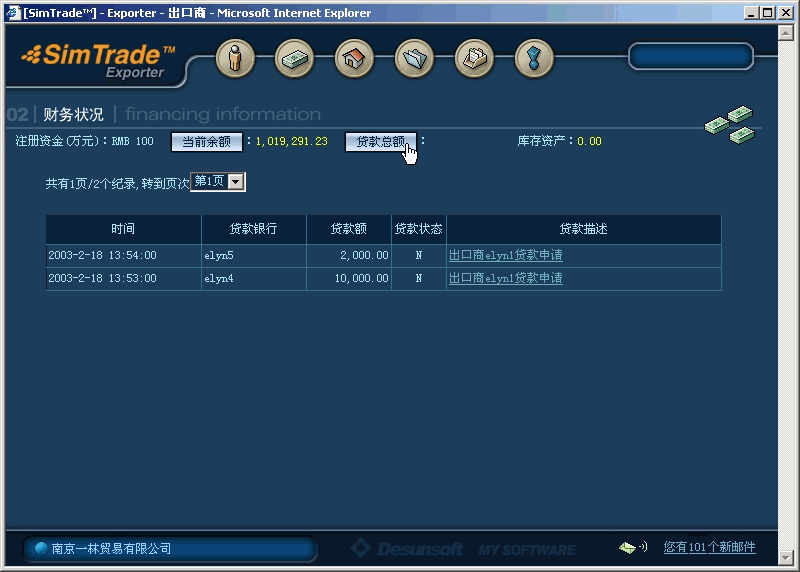 [SimTrade™] - Exporter - 出口商 - Microsoft Internet Explorer
SimTrade™
Exporter
02 | 财务状况 | financing information
注册资金(万元)：RMB 100 当前余额：1,019,291.23 贷款总额： 库存资产：0.00
共有1页/2个纪录,转到页次 第1页
时间 贷款银行 贷款额 贷款状态 贷款描述
2003-2-18 13:54:00 elyn5 2,000.00 N 出口商elyn1贷款申请
2003-2-18 13:53:00 elyn4 10,000.00 N 出口商elyn1贷款申请
南京一林贸易有限公司 Desunsoft MY SOFTWARE 您有101个新邮件